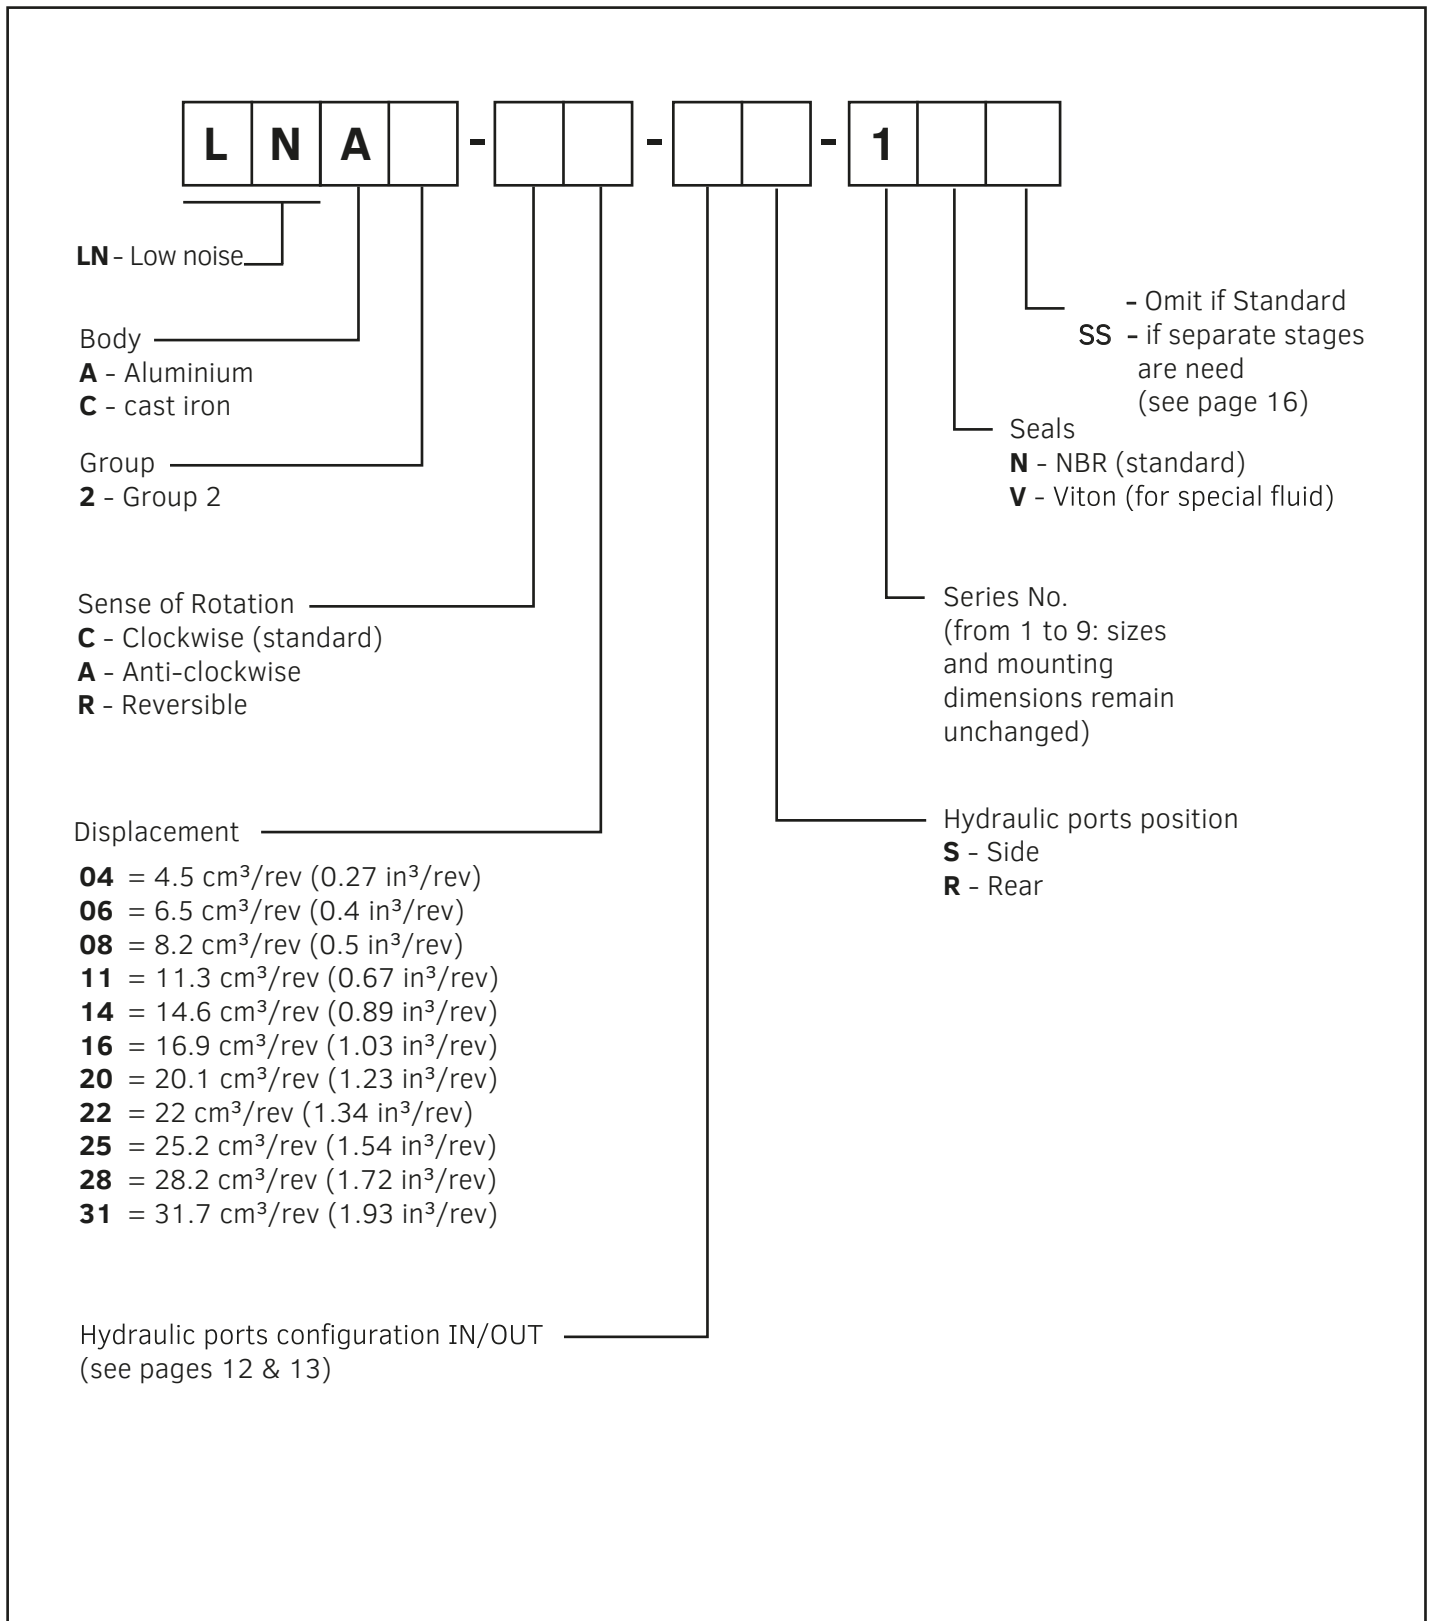 L N A - - - 1
LN - Low noise
Body
A - Aluminium
C - cast iron
Group
2 - Group 2
Sense of Rotation
C - Clockwise (standard)
A - Anti-clockwise
R - Reversible
Displacement
04 = 4.5 cm³/rev (0.27 in³/rev)
06 = 6.5 cm³/rev (0.4 in³/rev)
08 = 8.2 cm³/rev (0.5 in³/rev)
11 = 11.3 cm³/rev (0.67 in³/rev)
14 = 14.6 cm³/rev (0.89 in³/rev)
16 = 16.9 cm³/rev (1.03 in³/rev)
20 = 20.1 cm³/rev (1.23 in³/rev)
22 = 22 cm³/rev (1.34 in³/rev)
25 = 25.2 cm³/rev (1.54 in³/rev)
28 = 28.2 cm³/rev (1.72 in³/rev)
31 = 31.7 cm³/rev (1.93 in³/rev)
Hydraulic ports configuration IN/OUT
(see pages 12 & 13)
- Omit if Standard
SS - if separate stages
are need
(see page 16)
Seals
N - NBR (standard)
V - Viton (for special fluid)
Series No.
(from 1 to 9: sizes
and mounting
dimensions remain
unchanged)
Hydraulic ports position
S - Side
R - Rear